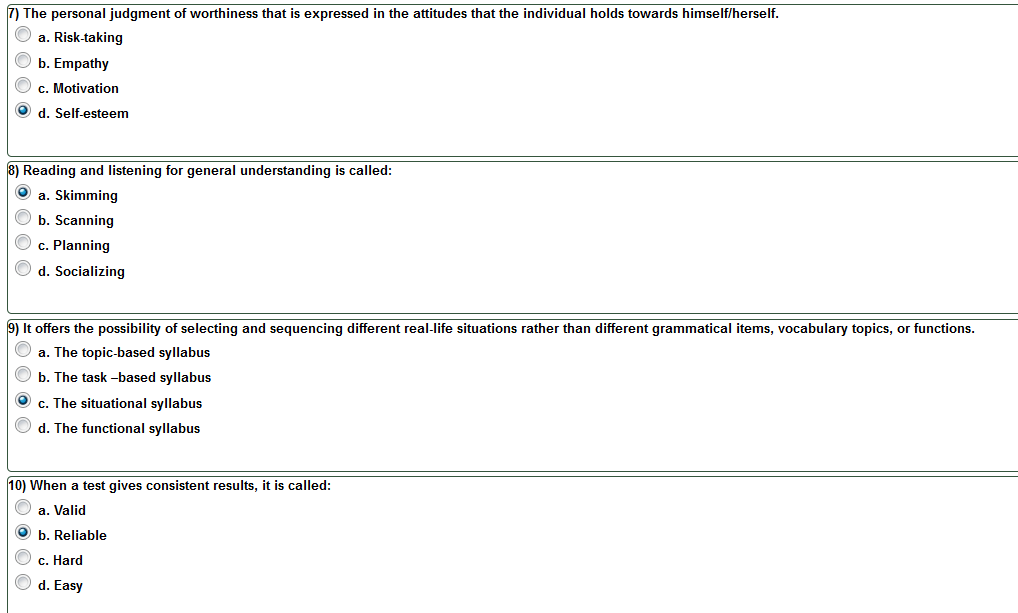 7) The personal judgment of worthiness that is expressed in the attitudes that the individual holds towards himself/herself.
a. Risk-taking
b. Empathy
c. Motivation
d. Self-esteem
8) Reading and listening for general understanding is called:
a. Skimming
b. Scanning
c. Planning
d. Socializing
9) It offers the possibility of selecting and sequencing different real-life situations rather than different grammatical items, vocabulary topics, or functions.
a. The topic-based syllabus
b. The task –based syllabus
c. The situational syllabus
d. The functional syllabus
10) When a test gives consistent results, it is called:
a. Valid
b. Reliable
c. Hard
d. Easy